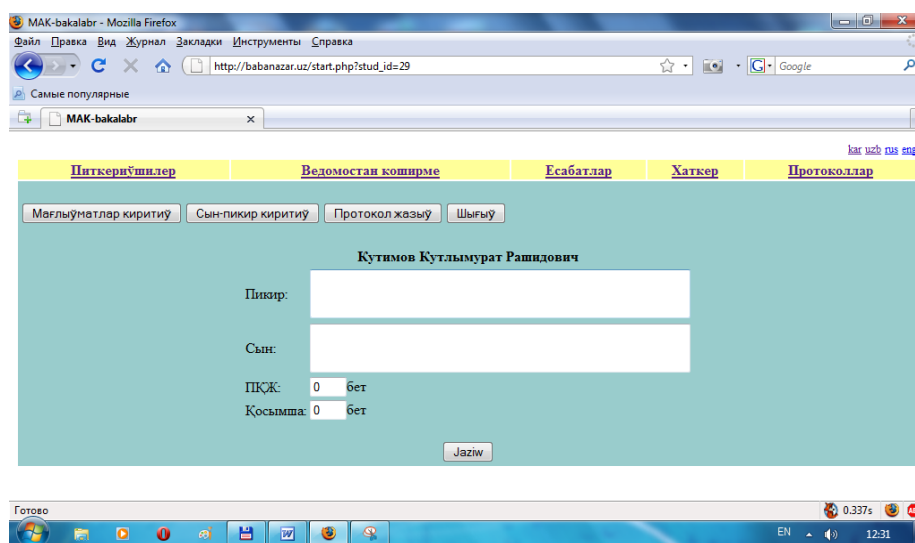 MAK-bakalabr - Mozilla Firefox
Файл Правка Вид Журнал Закладки Инструменты Справка
http://babanazar.uz/start.php?stud_id=29
Google
Самые популярные
MAK-bakalabr
kar uzb rus eng
Питкериўшилер Ведомостан көширме Есабатлар Хаткер Протоколлар
Мағлыўматлар киритиў Сын-пикир киритиў Протокол жазыў Шығыў
Кутимов Кутлымурат Рашидович
Пикир:
Сын:
ПҚЖ: 0 бет
Қосымша: 0 бет
Jaziw
Готово 0.337s
EN 12:31